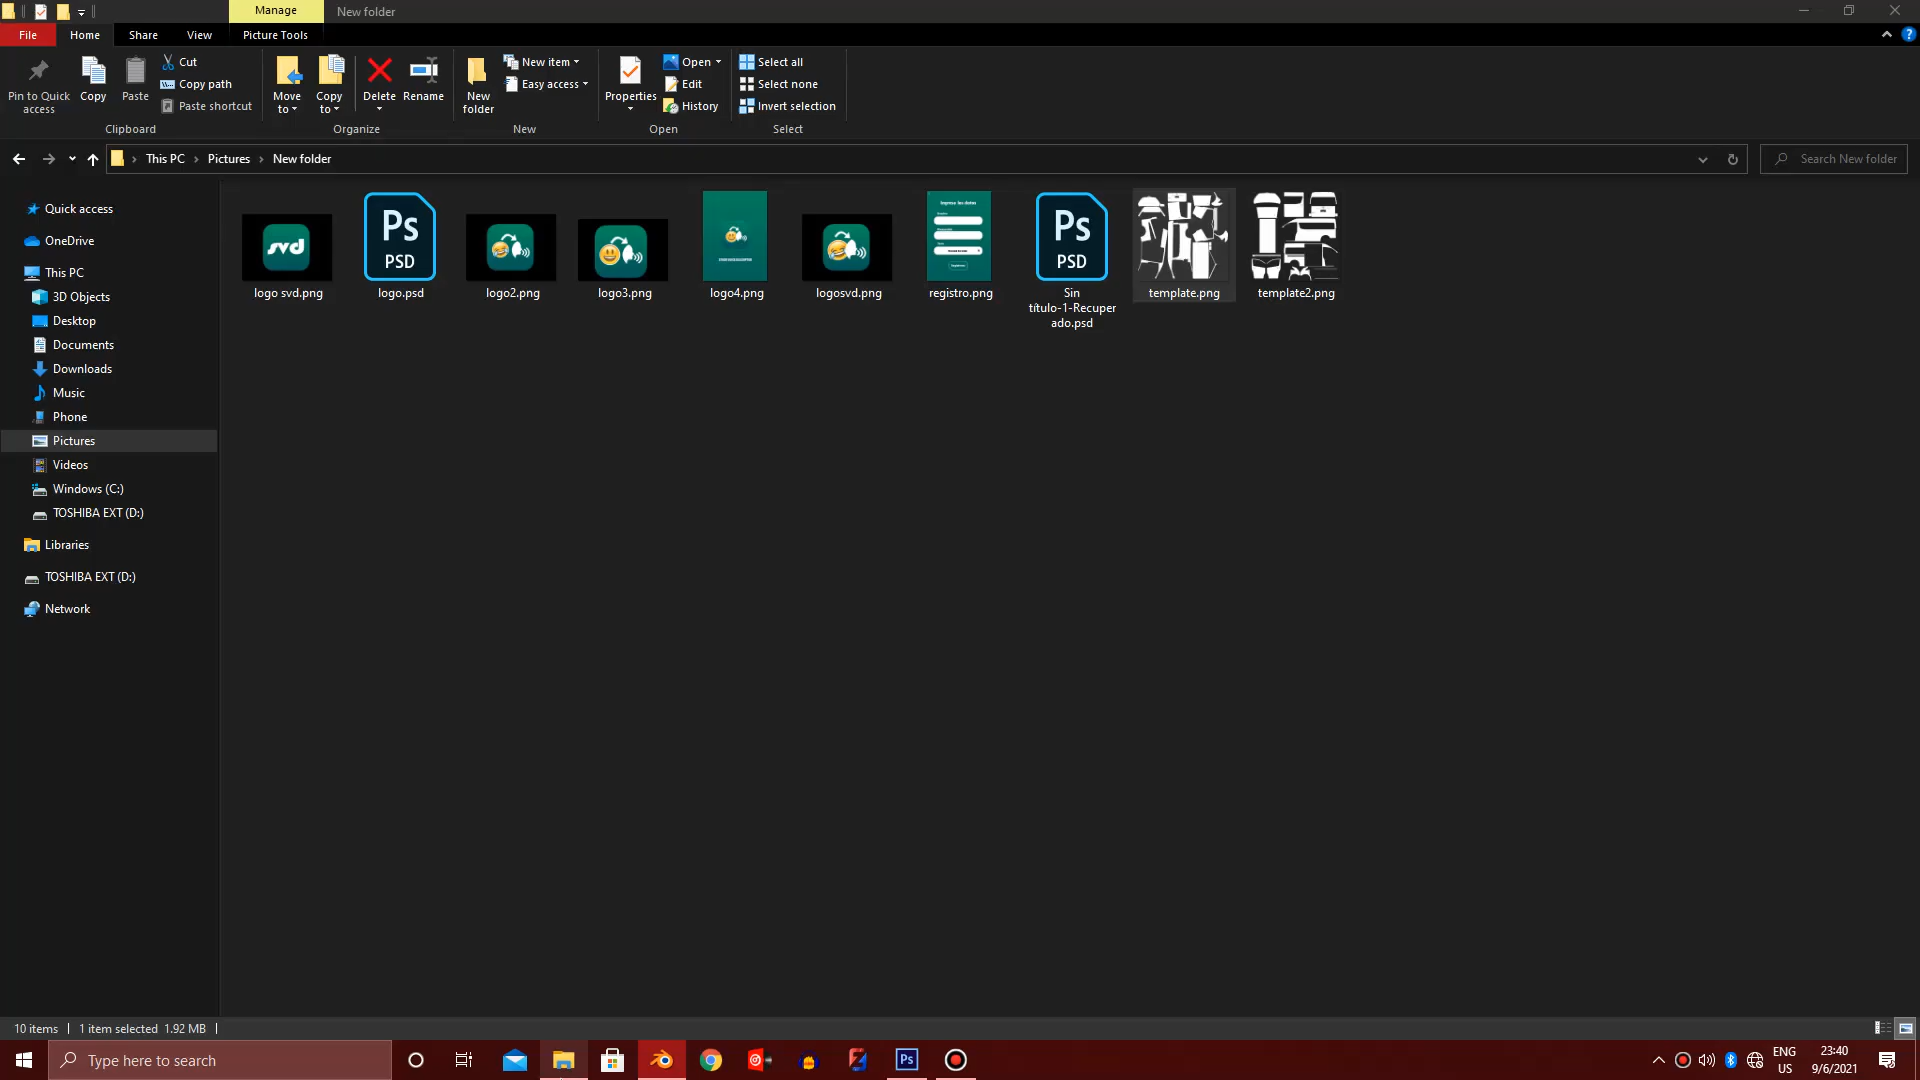 Manage
New folder
File
Home
Share
View
Picture Tools
Pin to Quick
access
Copy
Paste
Cut
Copy path
Paste shortcut
Clipboard
Move
to
Copy
to
Delete
Rename
Organize
New
folder
New item
Easy access
New
Properties
Open
Edit
History
Open
Select all
Select none
Invert selection
Select
This PC
Pictures
New folder
Search New folder
Quick access
OneDrive
This PC
3D Objects
Desktop
Documents
Downloads
Music
Phone
Pictures
Videos
Windows (C:)
TOSHIBA EXT (D:)
Libraries
TOSHIBA EXT (D:)
Network
svd
logo svd.png
Ps
PSD
logo.psd
logo2.png
logo3.png
logo4.png
logosvd.png
registro.png
Ps
PSD
Sin
título-1-Recuper
ado.psd
template.png
template2.png
10 items
1 item selected 1.92 MB
Type here to search
Ps
ENG
US
23:40
9/6/2021